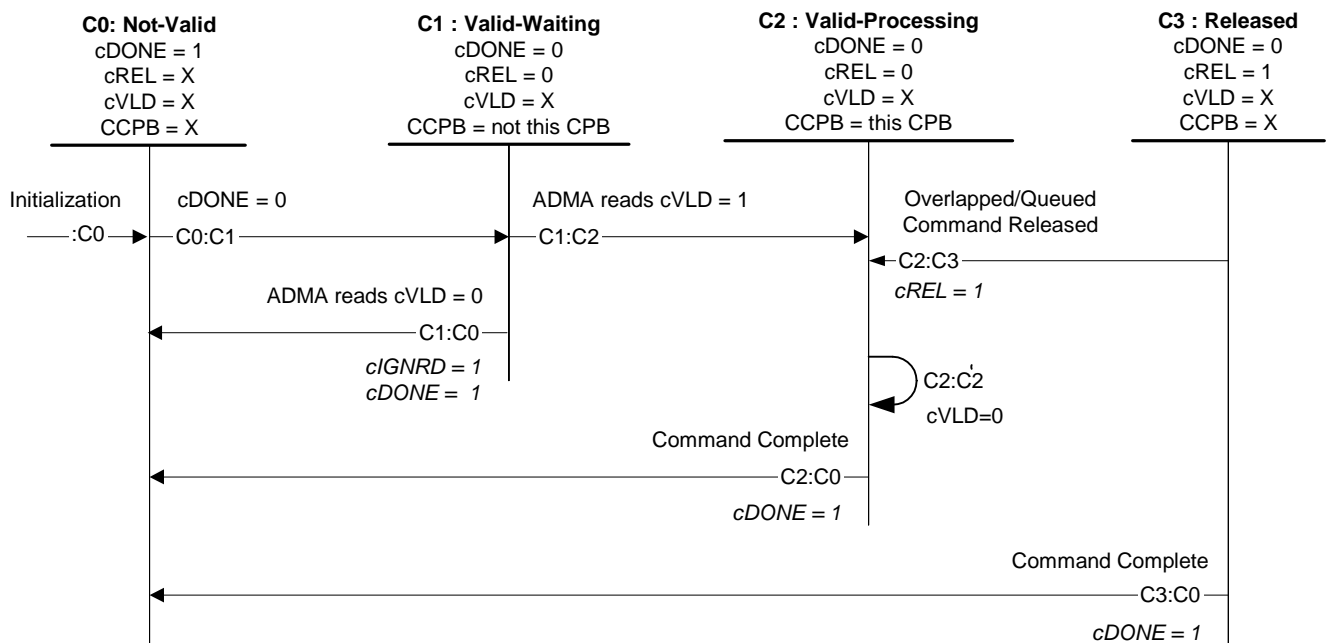 C0: Not-Valid
cDONE = 1
cREL = X
cVLD = X
CCPB = X
C1 : Valid-Waiting
cDONE = 0
cREL = 0
cVLD = X
CCPB = not this CPB
C2 : Valid-Processing
cDONE = 0
cREL = 0
cVLD = X
CCPB = this CPB
C3 : Released
cDONE = 0
cREL = 1
cVLD = X
CCPB = X
Initialization
:C0
cDONE = 0
C0:C1
ADMA reads cVLD = 1
C1:C2
Overlapped/Queued
Command Released
C2:C3
cREL = 1
ADMA reads cVLD = 0
C1:C0
cIGNRD = 1
cDONE = 1
C2:C2'
cVLD=0
Command Complete
C2:C0
cDONE = 1
Command Complete
C3:C0
cDONE = 1